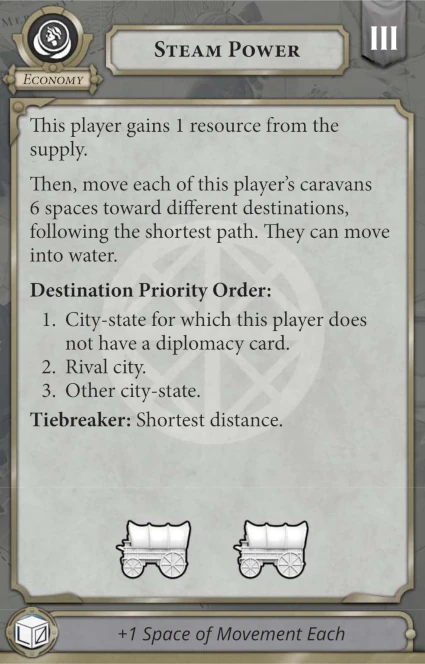 STEAM POWER
III
ECONOMY
This player gains 1 resource from the
supply.
Then, move each of this player's caravans
6 spaces toward different destinations,
following the shortest path. They can move
into water.
Destination Priority Order:
1. City-state for which this player does
not have a diplomacy card.
2. Rival city.
3. Other city-state.
Tiebreaker: Shortest distance.
+1 Space of Movement Each